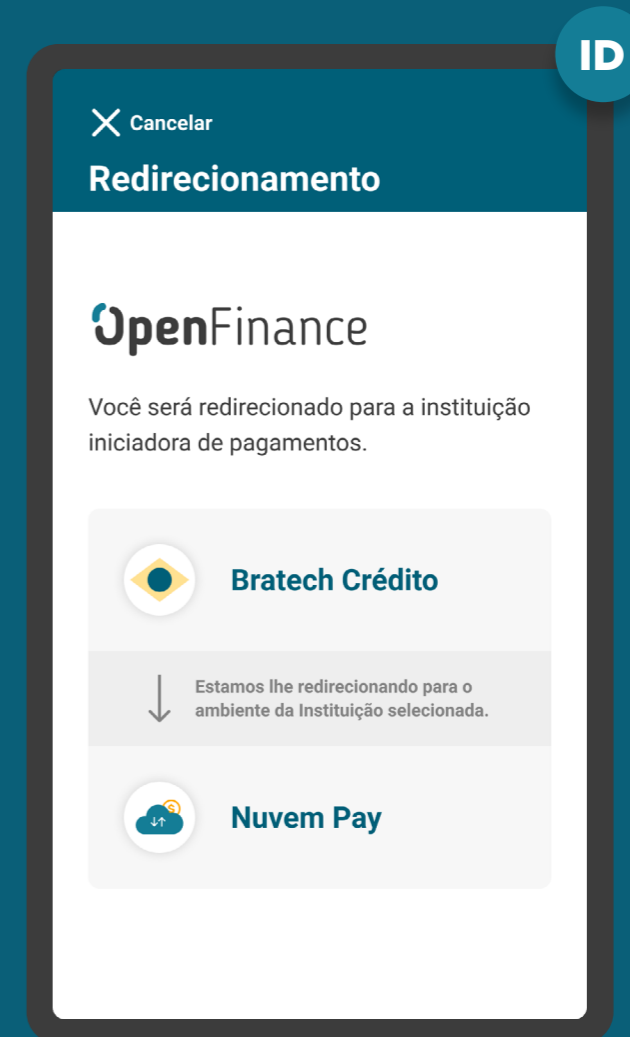 ID
Cancelar
Redirecionamento
OpenFinance
Você será redirecionado para a instituição
iniciadora de pagamentos.
Bratech Crédito
Estamos lhe redirecionando para o
ambiente da Instituição selecionada.
$
Nuvem Pay